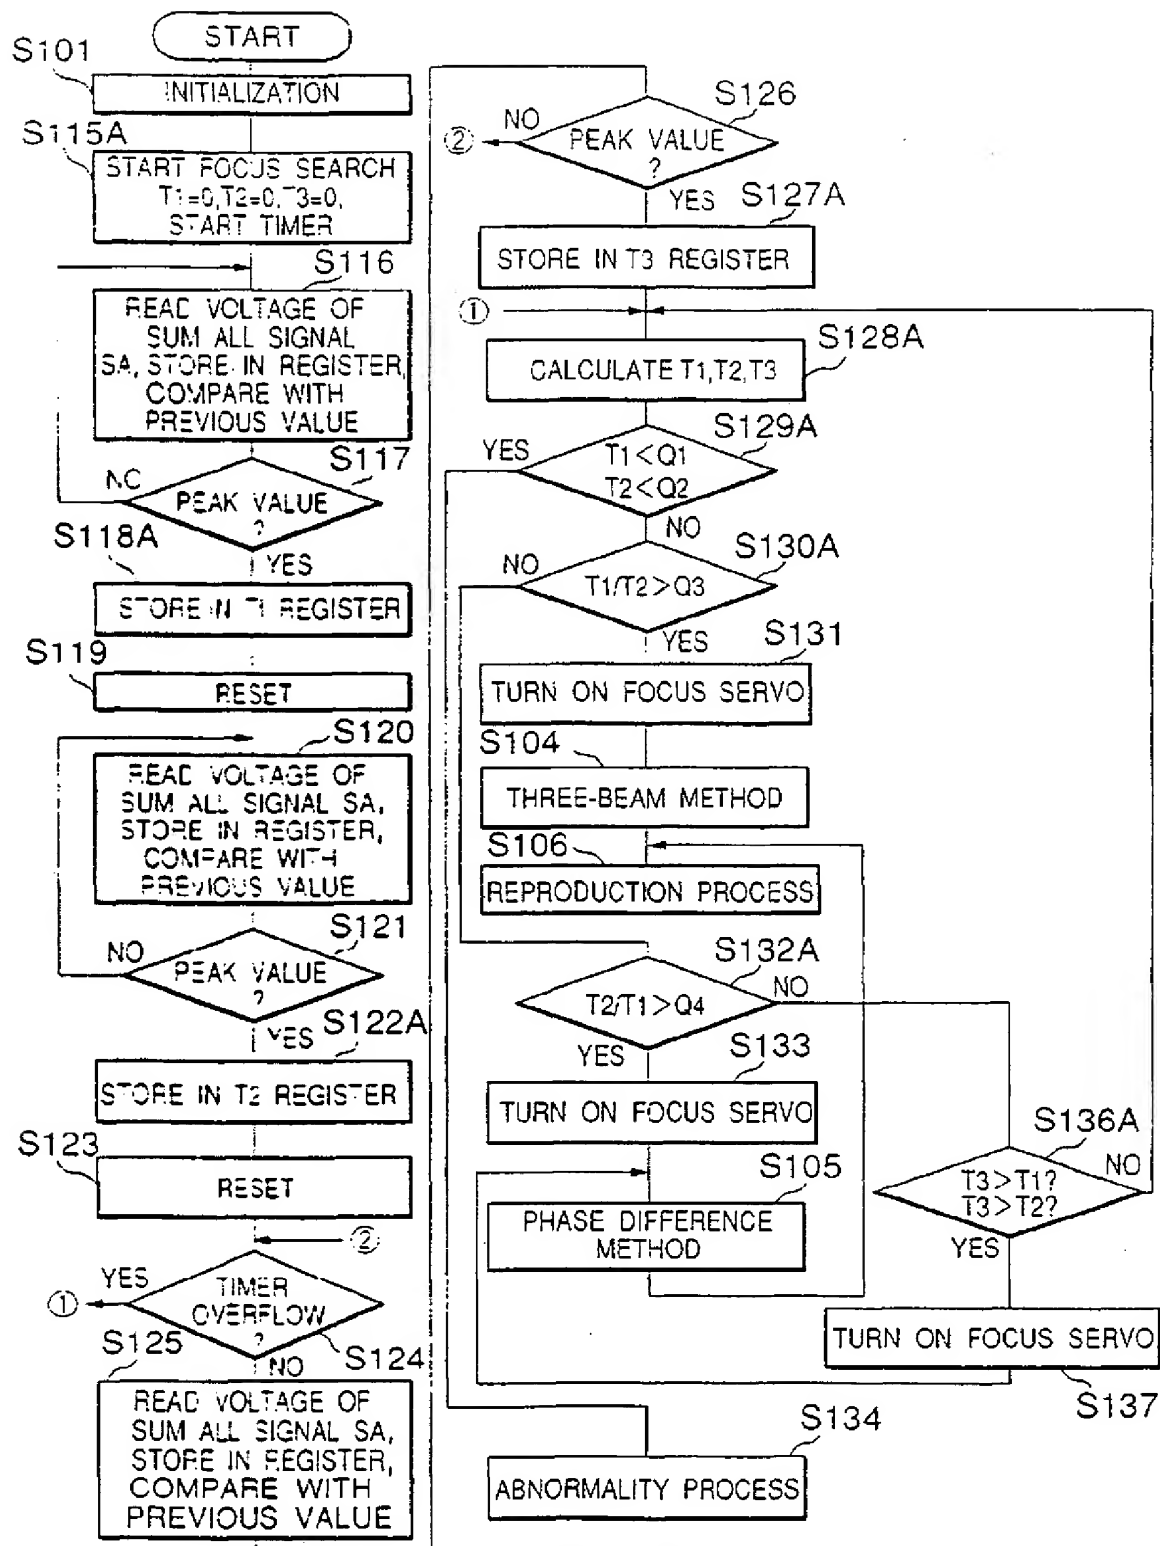 START
S101
INITIALIZATION
S115A
START FOCUS SEARCH
T1=0,T2=0,T3=0,
START TIMER
S116
READ VOLTAGE OF
SUM ALL SIGNAL
SA, STORE IN REGISTER,
COMPARE WITH
PREVIOUS VALUE
S117
NO
PEAK VALUE
?
S118A
YES
STORE IN T1 REGISTER
S119
RESET
S120
READ VOLTAGE OF
SUM ALL SIGNAL SA,
STORE IN REGISTER,
COMPARE WITH
PREVIOUS VALUE
S121
NO
PEAK VALUE
?
YES
S122A
STORE IN T2 REGISTER
S123
RESET
②
YES
①
TIMER
OVERFLOW
?
S124
S125
NO
READ VOLTAGE OF
SUM ALL SIGNAL SA,
STORE IN REGISTER,
COMPARE WITH
PREVIOUS VALUE
S126
NO
②
PEAK VALUE
?
YES
S127A
STORE IN T3 REGISTER
①
S128A
CALCULATE T1,T2,T3
S129A
YES
T1<Q1
T2<Q2
NO
S130A
NO
T1/T2>Q3
YES
S131
TURN ON FOCUS SERVO
S104
THREE-BEAM METHOD
S106
REPRODUCTION PROCESS
S132A
T2/T1>Q4
NO
YES
S133
TURN ON FOCUS SERVO
S136A
S105
T3>T1?
T3>T2?
NO
PHASE DIFFERENCE
METHOD
YES
TURN ON FOCUS SERVO
S137
S134
ABNORMALITY PROCESS